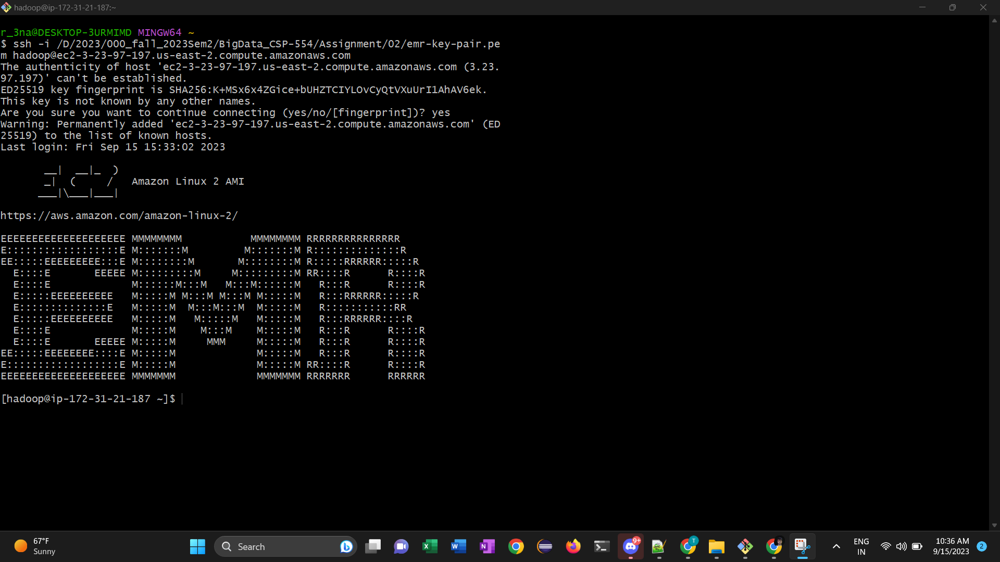 hadoop@ip-172-31-21-187:~
r_3na@DESKTOP-3URMIMD MINGW64 ~
$ ssh -i /D/2023/000_fall_2023Sem2/BigData_CSP-554/Assignment/02/emr-key-pair.pe
m hadoop@ec2-3-23-97-197.us-east-2.compute.amazonaws.com
The authenticity of host 'ec2-3-23-97-197.us-east-2.compute.amazonaws.com (3.23.
97.197)' can't be established.
ED25519 key fingerprint is SHA256:K+MSx6x4ZGice+bUHZTCIYLOvCyQtVXuUrI1AhAV6ek.
This key is not known by any other names.
Are you sure you want to continue connecting (yes/no/[fingerprint])? yes
Warning: Permanently added 'ec2-3-23-97-197.us-east-2.compute.amazonaws.com' (ED
25519) to the list of known hosts.
Last login: Fri Sep 15 15:33:02 2023
       __|  __|_  )
       _|  (     /   Amazon Linux 2 AMI
      ___|\___|___|
https://aws.amazon.com/amazon-linux-2/
EEEEEEEEEEEEEEEEEEEE MMMMMMMM           MMMMMMMM RRRRRRRRRRRRRRR
E::::::::::::::::::E M:::::::M         M:::::::M R::::::::::::::R
EE:::::EEEEEEEEE:::E M::::::::M       M::::::::M R:::::RRRRRR:::::R
  E::::E       EEEEE M:::::::::M     M:::::::::M RR::::R      R::::R
  E::::E             M::::::M:::M   M:::M::::::M   R:::R      R::::R
  E:::::EEEEEEEEEE   M:::::M M:::M M:::M M:::::M   R:::RRRRRR:::::R
  E::::::::::::::E   M:::::M  M:::M:::M  M:::::M   R:::::::::::RR
  E:::::EEEEEEEEEE   M:::::M   M:::::M   M:::::M   R:::RRRRRR::::R
  E::::E             M:::::M    M:::M    M:::::M   R:::R      R::::R
  E::::E       EEEEE M:::::M     MMM     M:::::M   R:::R      R::::R
EE:::::EEEEEEEE::::E M:::::M             M:::::M   R:::R      R::::R
E::::::::::::::::::E M:::::M             M:::::M RR::::R      R::::R
EEEEEEEEEEEEEEEEEEEE MMMMMMM             MMMMMMM RRRRRRR      RRRRRR
[hadoop@ip-172-31-21-187 ~]$
67°F
Sunny
Search
9+
T
ENG
IN
10:36 AM
9/15/2023
2